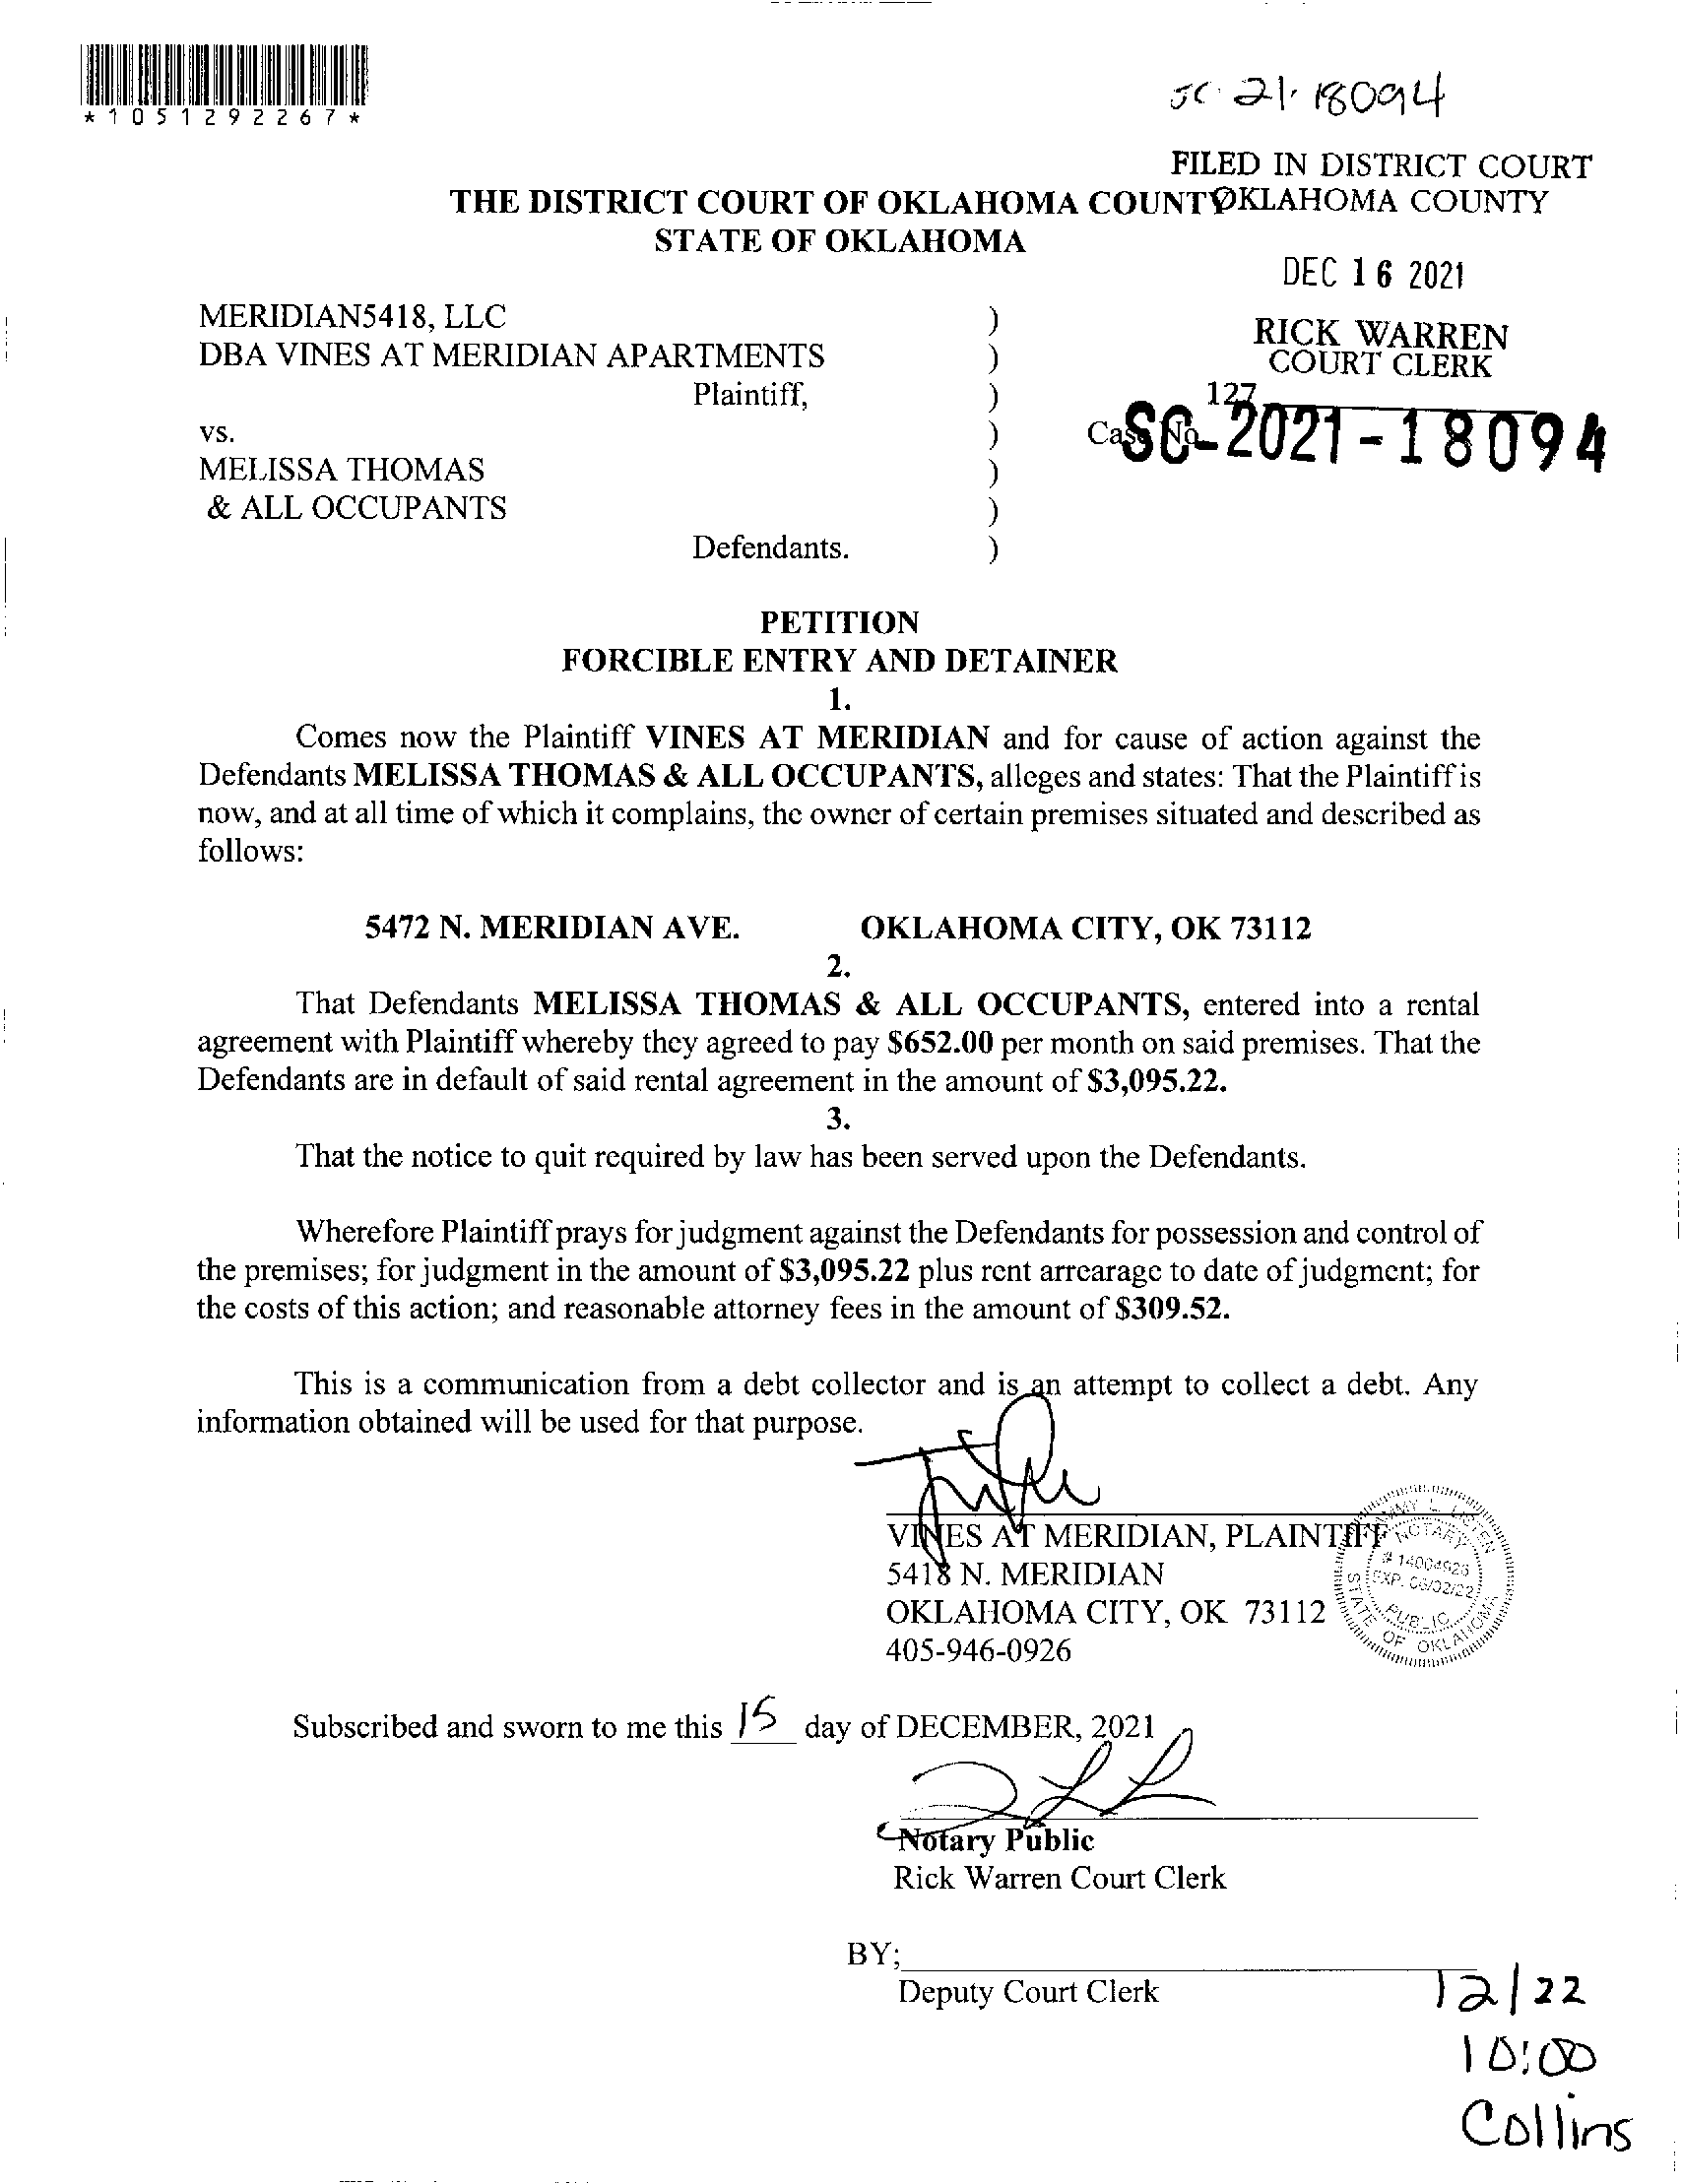 *1051292267*
SC 21-18094
FILED IN DISTRICT COURT
THE DISTRICT COURT OF OKLAHOMA COUNTY OKLAHOMA COUNTY
STATE OF OKLAHOMA
DEC 16 2021
MERIDIAN5418, LLC )
RICK WARREN
DBA VINES AT MERIDIAN APARTMENTS )
COURT CLERK
Plaintiff, )
127
vs. )
Case No. SC-2021-18094
MELISSA THOMAS )
& ALL OCCUPANTS )
Defendants. )
PETITION
FORCIBLE ENTRY AND DETAINER
1.
Comes now the Plaintiff VINES AT MERIDIAN and for cause of action against the
Defendants MELISSA THOMAS & ALL OCCUPANTS, alleges and states: That the Plaintiff is
now, and at all time of which it complains, the owner of certain premises situated and described as
follows:
5472 N. MERIDIAN AVE. OKLAHOMA CITY, OK 73112
2.
That Defendants MELISSA THOMAS & ALL OCCUPANTS, entered into a rental
agreement with Plaintiff whereby they agreed to pay $652.00 per month on said premises. That the
Defendants are in default of said rental agreement in the amount of $3,095.22.
3.
That the notice to quit required by law has been served upon the Defendants.
Wherefore Plaintiff prays for judgment against the Defendants for possession and control of
the premises; for judgment in the amount of $3,095.22 plus rent arrearage to date of judgment; for
the costs of this action; and reasonable attorney fees in the amount of $309.52.
This is a communication from a debt collector and is an attempt to collect a debt. Any
information obtained will be used for that purpose.
VINES AT MERIDIAN, PLAINTIFF
5418 N. MERIDIAN
OKLAHOMA CITY, OK 73112
405-946-0926
NOTARY
# 14004926
EXP. 06/02/22
PUBLIC
STATE OF OKLAHOMA
Subscribed and sworn to me this 15 day of DECEMBER, 2021
Notary Public
Rick Warren Court Clerk
BY;
Deputy Court Clerk
12/22
10:00
Collins